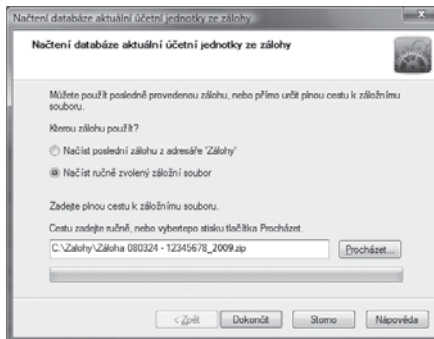 Načtení databáze aktuální účetní jednotky ze zálohy
Načtení databáze aktuální účetní jednotky ze zálohy
Můžete použít posledně provedenou zálohu, nebo přímo určit plnou cestu k záložnímu
souboru.
Kterou zálohu použít?
Načíst poslední zálohu z adresáře 'Zálohy'
Načíst ručně zvolený záložní soubor
Zadejte plnou cestu k záložnímu souboru.
Cestu zadejte ručně, nebo vybertepo stisku tlačítka Procházet.
C:\Zalohy\Záloha 080324 - 12345678_2009.zip Procházet...
< Zpět Dokončit Storno Nápověda